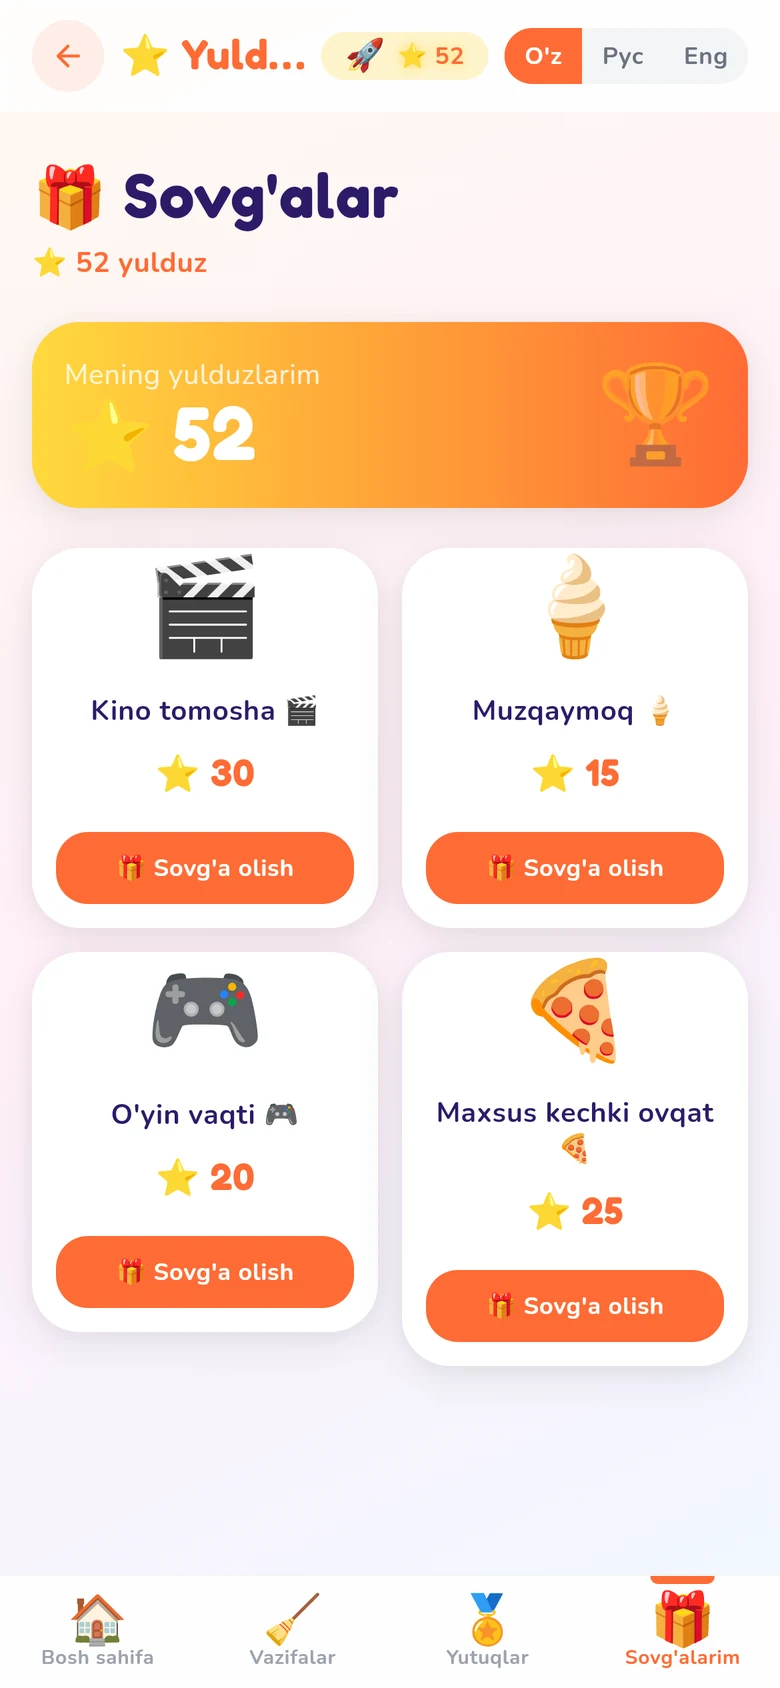 ⭐ Yuld... 🚀 ⭐ 52 O'z Рус Eng
🎁 Sovg'alar
⭐ 52 yulduz
Mening yulduzlarim
⭐ 52
Kino tomosha 🎬
⭐ 30
🎁 Sovg'a olish
Muzqaymoq 🍦
⭐ 15
🎁 Sovg'a olish
O'yin vaqti 🎮
⭐ 20
🎁 Sovg'a olish
Maxsus kechki ovqat
🍕
⭐ 25
🎁 Sovg'a olish
Bosh sahifa Vazifalar Yutuqlar Sovg'alarim